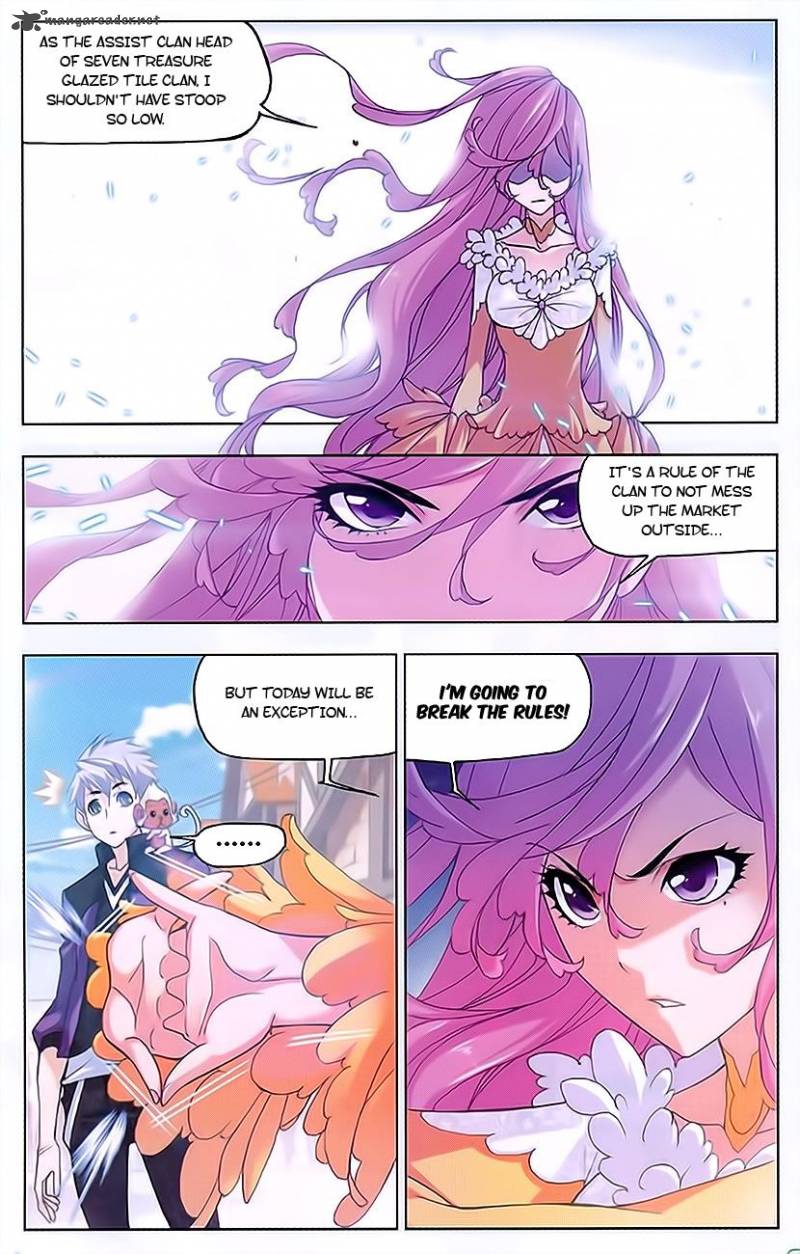 mangareader.net
AS THE ASSIST CLAN HEAD
OF SEVEN TREASURE
GLAZED TILE CLAN, I
SHOULDN'T HAVE STOOP
SO LOW.
IT'S A RULE OF THE
CLAN TO NOT MESS
UP THE MARKET
OUTSIDE...
BUT TODAY WILL BE
AN EXCEPTION...
......
I'M GOING TO
BREAK THE RULES!